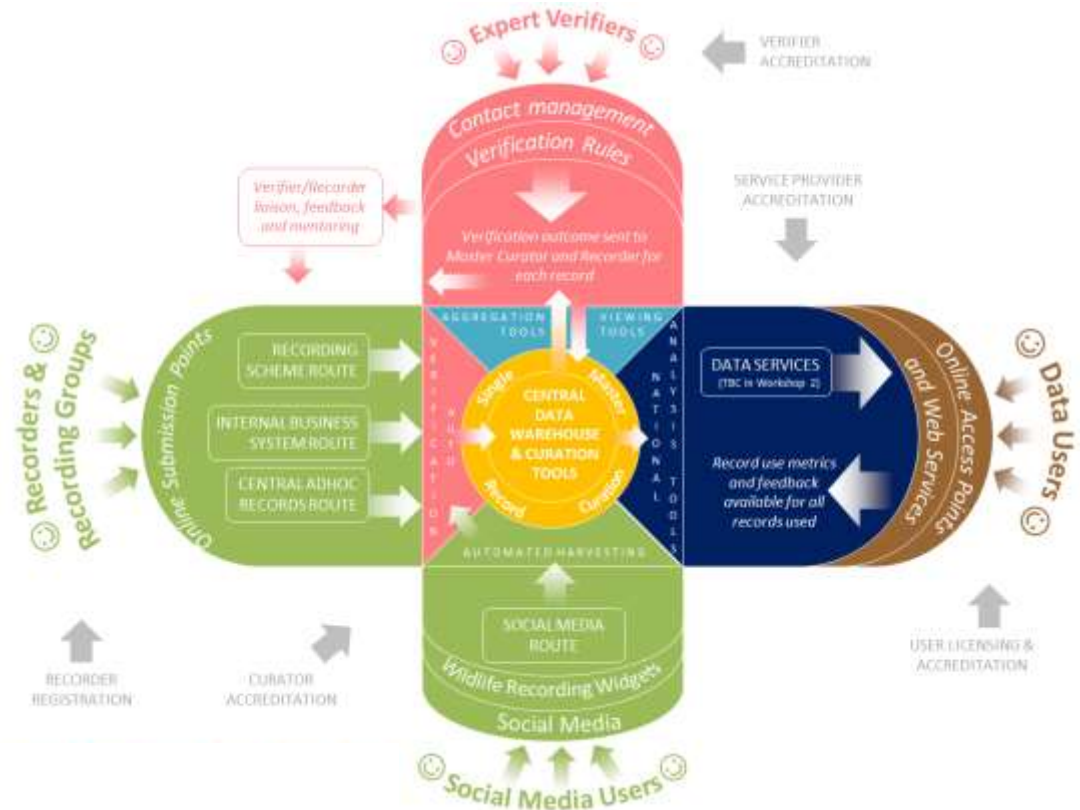 Expert Verifiers
VERIFIER
ACCREDITATION
Contact management
Verification Rules
Verifier/Recorder
liaison, feedback
and mentoring
SERVICE PROVIDER
ACCREDITATION
Verification outcome sent to
Master Curator and Recorder for
each record
AGGREGATION
TOOLS
VIEWING
TOOLS
Recorders &
Recording Groups
Online Submission Points
RECORDING
SCHEME ROUTE
INTERNAL BUSINESS
SYSTEM ROUTE
CENTRAL ADHOC
RECORDS ROUTE
AUTO
VERIFICATION
Single
Master
Record
Curation
CENTRAL
DATA
WAREHOUSE
& CURATION
TOOLS
NATIONAL
ANALYSIS TOOLS
DATA SERVICES
(TBC in Workshop 2)
Record use metrics
and feedback
available for all
records used
Online Access Points
and Web Services
Data Users
AUTOMATED HARVESTING
SOCIAL MEDIA
ROUTE
Wildlife Recording Widgets
Social Media
Social Media Users
RECORDER
REGISTRATION
CURATOR
ACCREDITATION
USER LICENSING &
ACCREDITATION